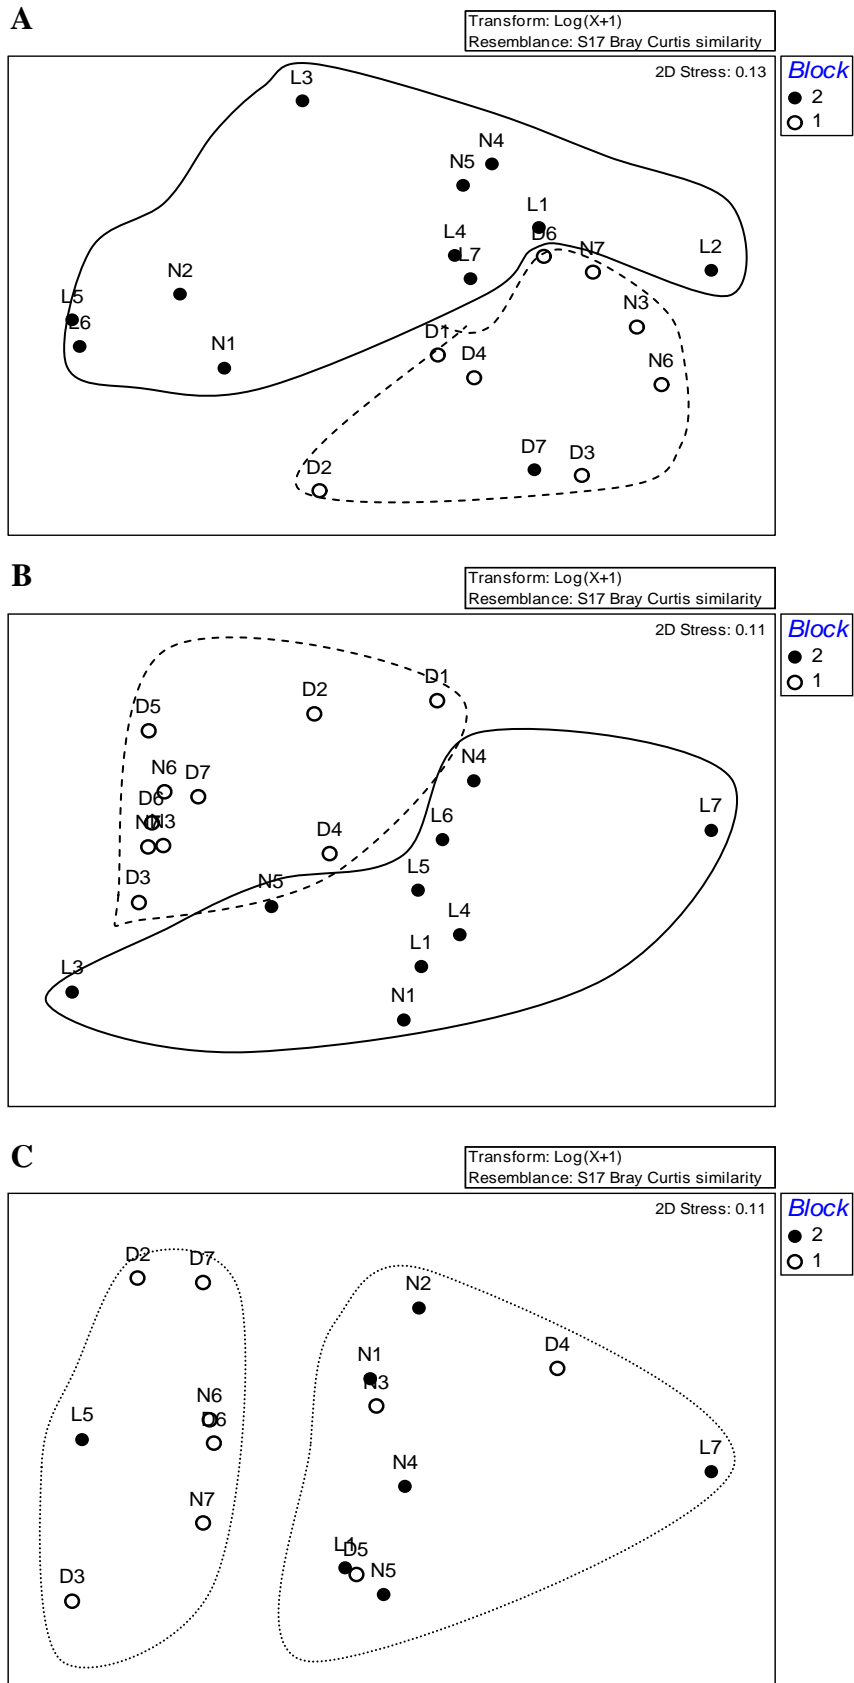 A
Transform: Log(X+1)
Resemblance: S17 Bray Curtis similarity
2D Stress: 0.13
Block
2
1
L3
N4
N5
L1
L4
D6
N7
L2
L7
N2
L5
N3
L6
D1
N1
D4
N6
D7
D3
D2
B
Transform: Log(X+1)
Resemblance: S17 Bray Curtis similarity
2D Stress: 0.11
Block
2
1
D1
D2
D5
N4
N6
D7
L7
D6
L6
N3
D4
L5
D3
N5
L4
L1
L3
N1
C
Transform: Log(X+1)
Resemblance: S17 Bray Curtis similarity
2D Stress: 0.11
Block
2
1
D2
D7
N2
D4
N1
N3
N6
L5
D6
L7
N4
N7
L1
D5
N5
D3